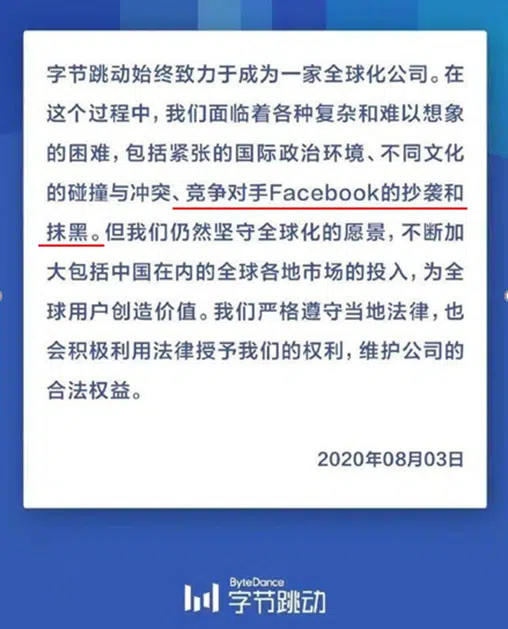 字节跳动始终致力于成为一家全球化公司。在
这个过程中，我们面临着各种复杂和难以想象
的困难，包括紧张的国际政治环境、不同文化
的碰撞与冲突、竞争对手Facebook的抄袭和
抹黑。但我们仍然坚守全球化的愿景，不断加
大包括中国在内的全球各地市场的投入，为全
球用户创造价值。我们严格遵守当地法律，也
会积极利用法律授予我们的权利，维护公司的
合法权益。
2020年08月03日
ByteDance
字节跳动